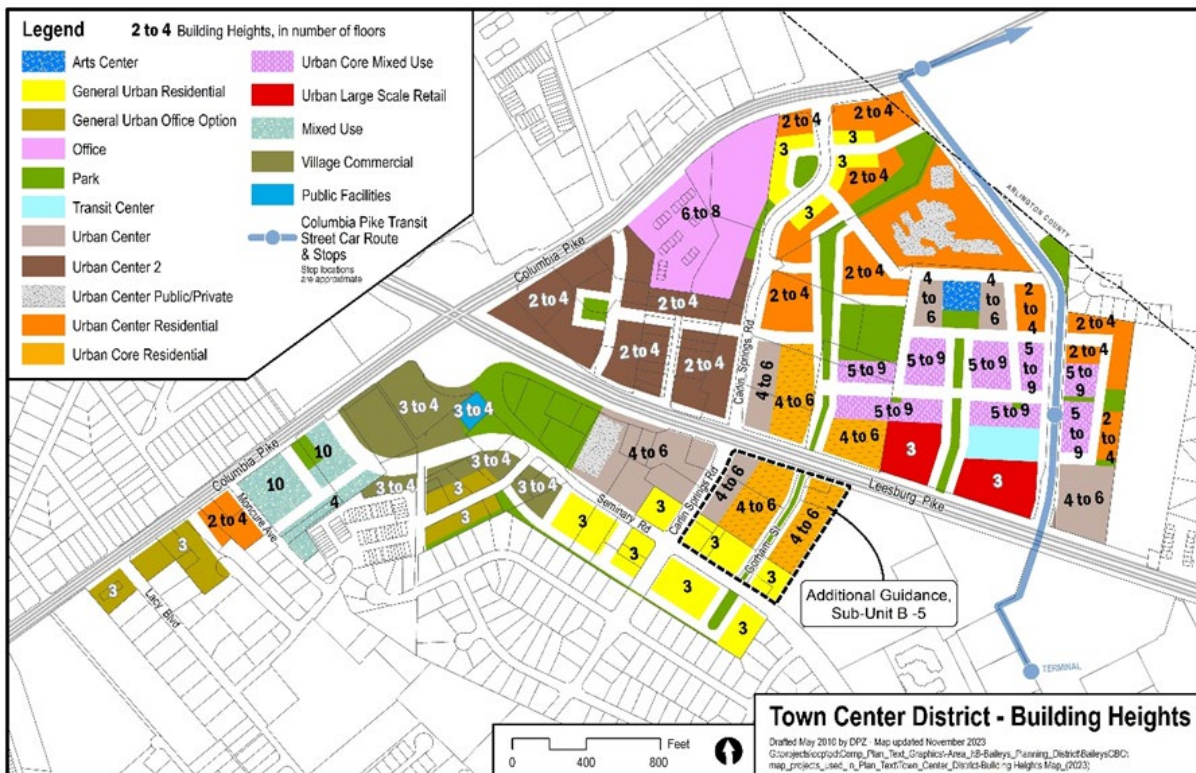 Legend
2 to 4 Building Heights, in number of floors
Arts Center
General Urban Residential
General Urban Office Option
Office
Park
Transit Center
Urban Center
Urban Center 2
Urban Center Public/Private
Urban Center Residential
Urban Core Residential
Urban Core Mixed Use
Urban Large Scale Retail
Mixed Use
Village Commercial
Public Facilities
Columbia Pike Transit
Street Car Route
& Stops
Stop locations
are approximate
2 to 4
2 to 4
3
3
3
2 to 4
3
6 to 8
ARLINGTON COUNTY
Columbia Pike
2 to 4
2 to 4
2 to 4
2 to 4
Carlin Springs Rd
2 to 4
2 to 4
4 to 6
4 to 6
2 to 4
2 to 4
2 to 4
5 to 9
5 to 9
5 to 9
5 to 9
5 to 9
5 to 9
5 to 9
5 to 9
2 to 4
4 to 6
4 to 6
4 to 6
3
3
4 to 6
Leesburg Pike
3 to 4
3 to 4
Columbia Pike
10
10
4
3 to 4
3 to 4
3
3
3 to 4
4 to 6
Seminary Rd
Carlin Springs Rd
4 to 6
4 to 6
4 to 6
Gorham St
2 to 4
Moncure Ave
3
3
Lacy Blvd
3
3
3
3
3
3
3
Additional Guidance,
Sub-Unit B -5
TERMINAL
Feet
0 400 800
Town Center District - Building Heights
Drafted May 2010 by DPZ - Map updated November 2023